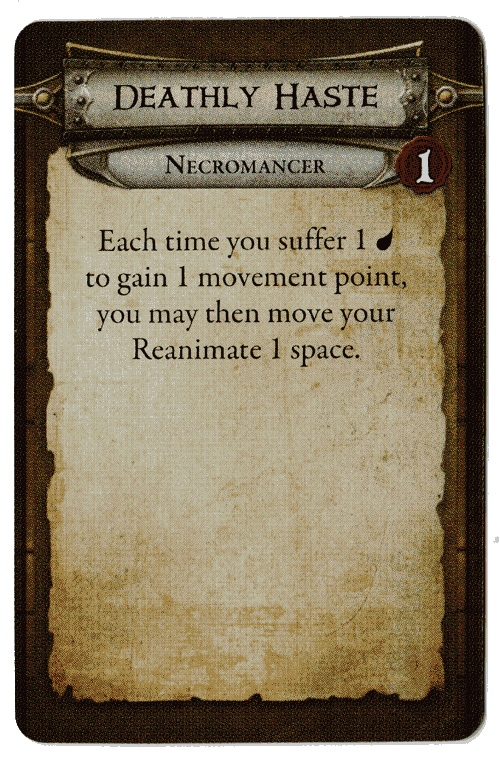 Deathly Haste
Necromancer
1
Each time you suffer 1
to gain 1 movement point,
you may then move your
Reanimate 1 space.